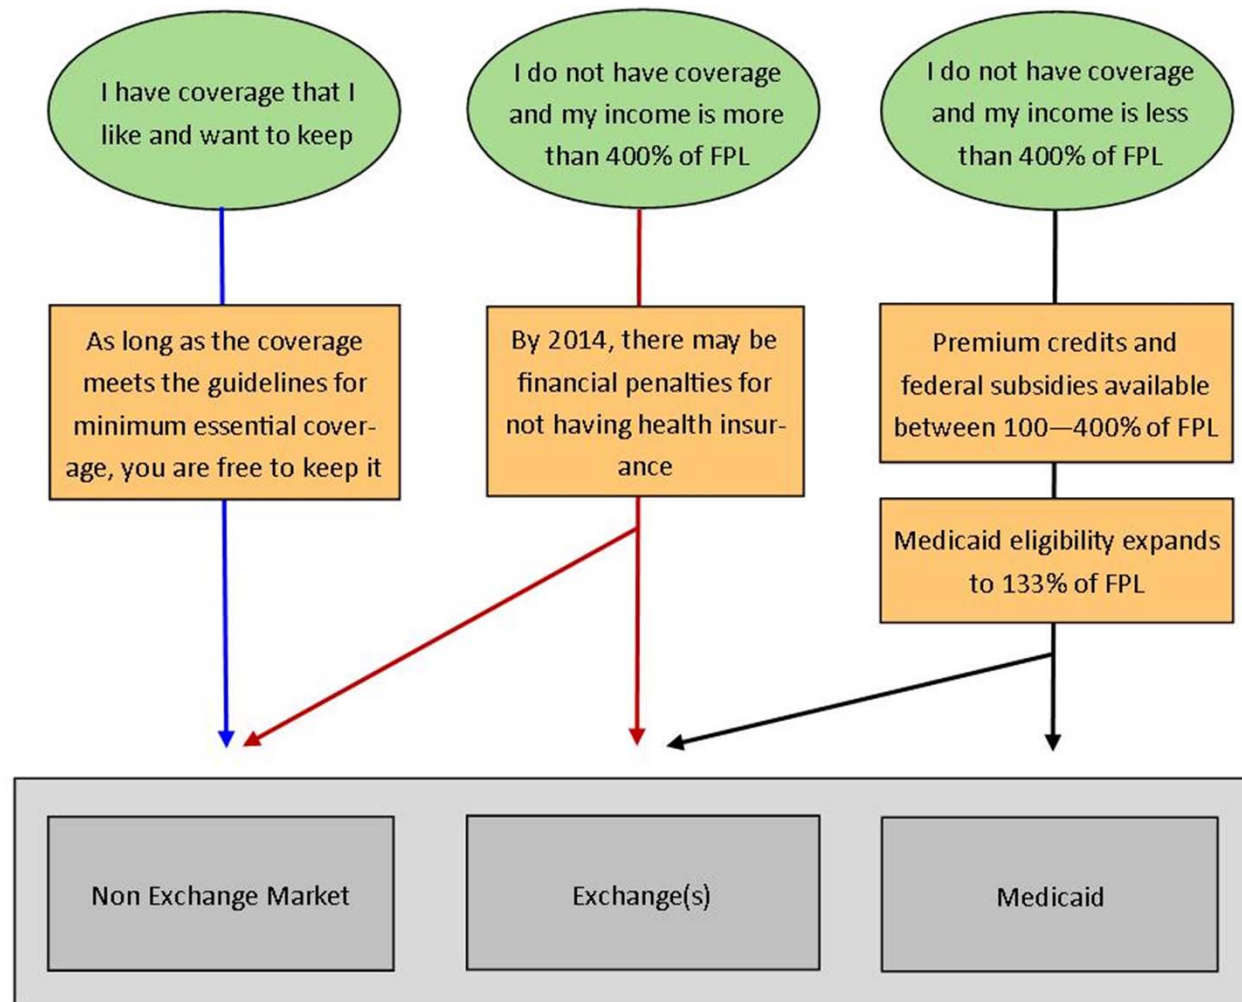 I have coverage that I
like and want to keep
I do not have coverage
and my income is more
than 400% of FPL
I do not have coverage
and my income is less
than 400% of FPL
As long as the coverage
meets the guidelines for
minimum essential cover-
age, you are free to keep it
By 2014, there may be
financial penalties for
not having health insur-
ance
Premium credits and
federal subsidies available
between 100—400% of FPL
Medicaid eligibility expands
to 133% of FPL
Non Exchange Market
Exchange(s)
Medicaid